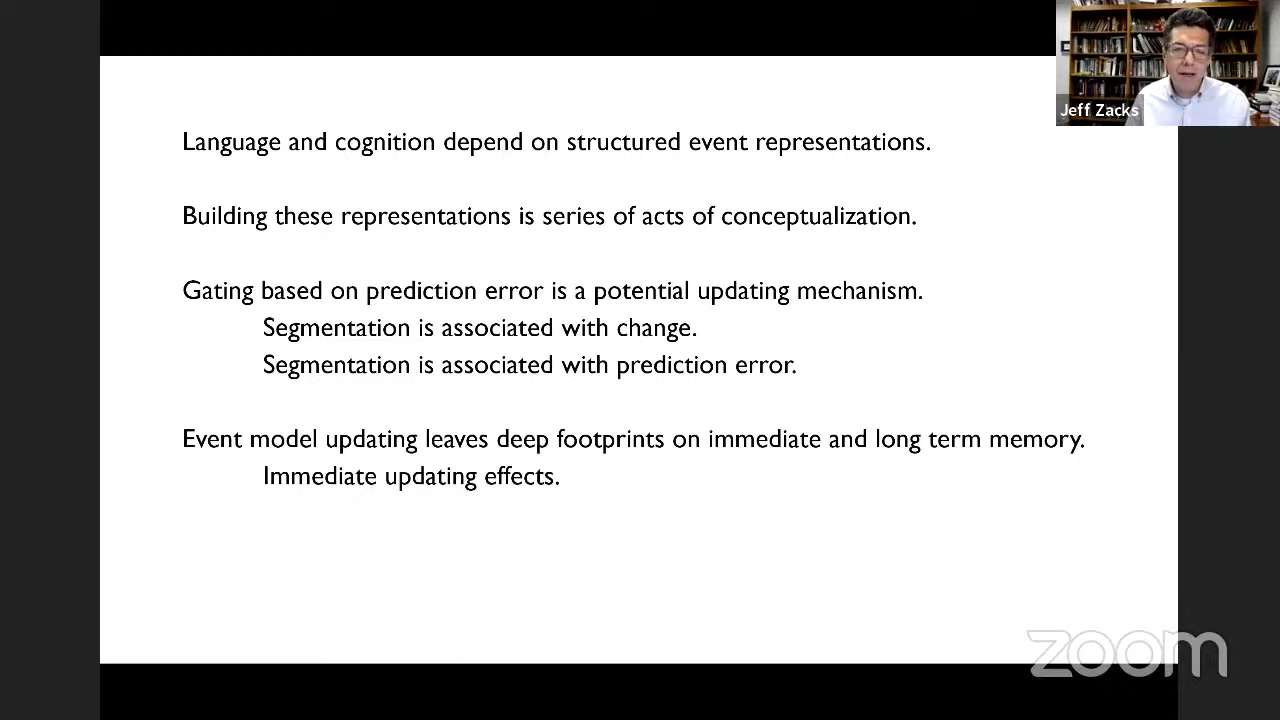 Jeff Zacks
Language and cognition depend on structured event representations.
Building these representations is series of acts of conceptualization.
Gating based on prediction error is a potential updating mechanism.
Segmentation is associated with change.
Segmentation is associated with prediction error.
Event model updating leaves deep footprints on immediate and long term memory.
Immediate updating effects.
zoom